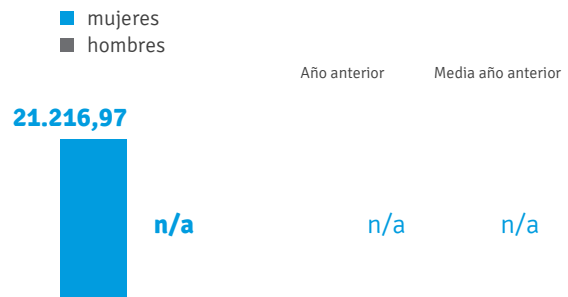 mujeres
hombres
Año anterior Media año anterior
21.216,97
n/a n/a n/a